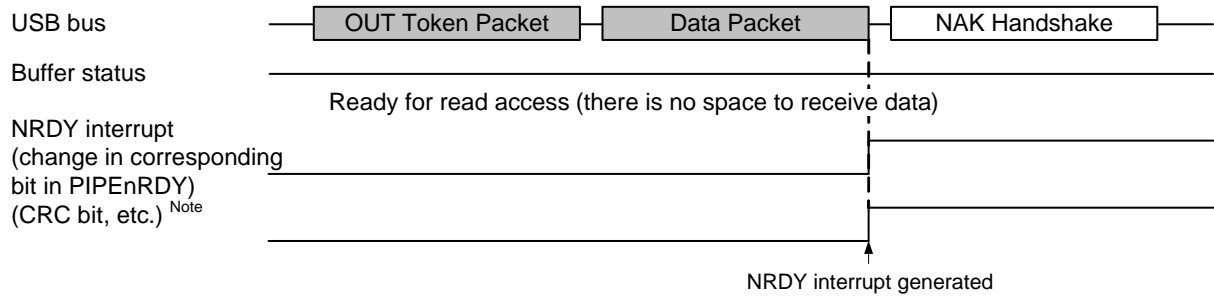 USB bus
OUT Token Packet
Data Packet
NAK Handshake
Buffer status
Ready for read access (there is no space to receive data)
NRDY interrupt
(change in corresponding
bit in PIPEnRDY)
(CRC bit, etc.) Note
NRDY interrupt generated